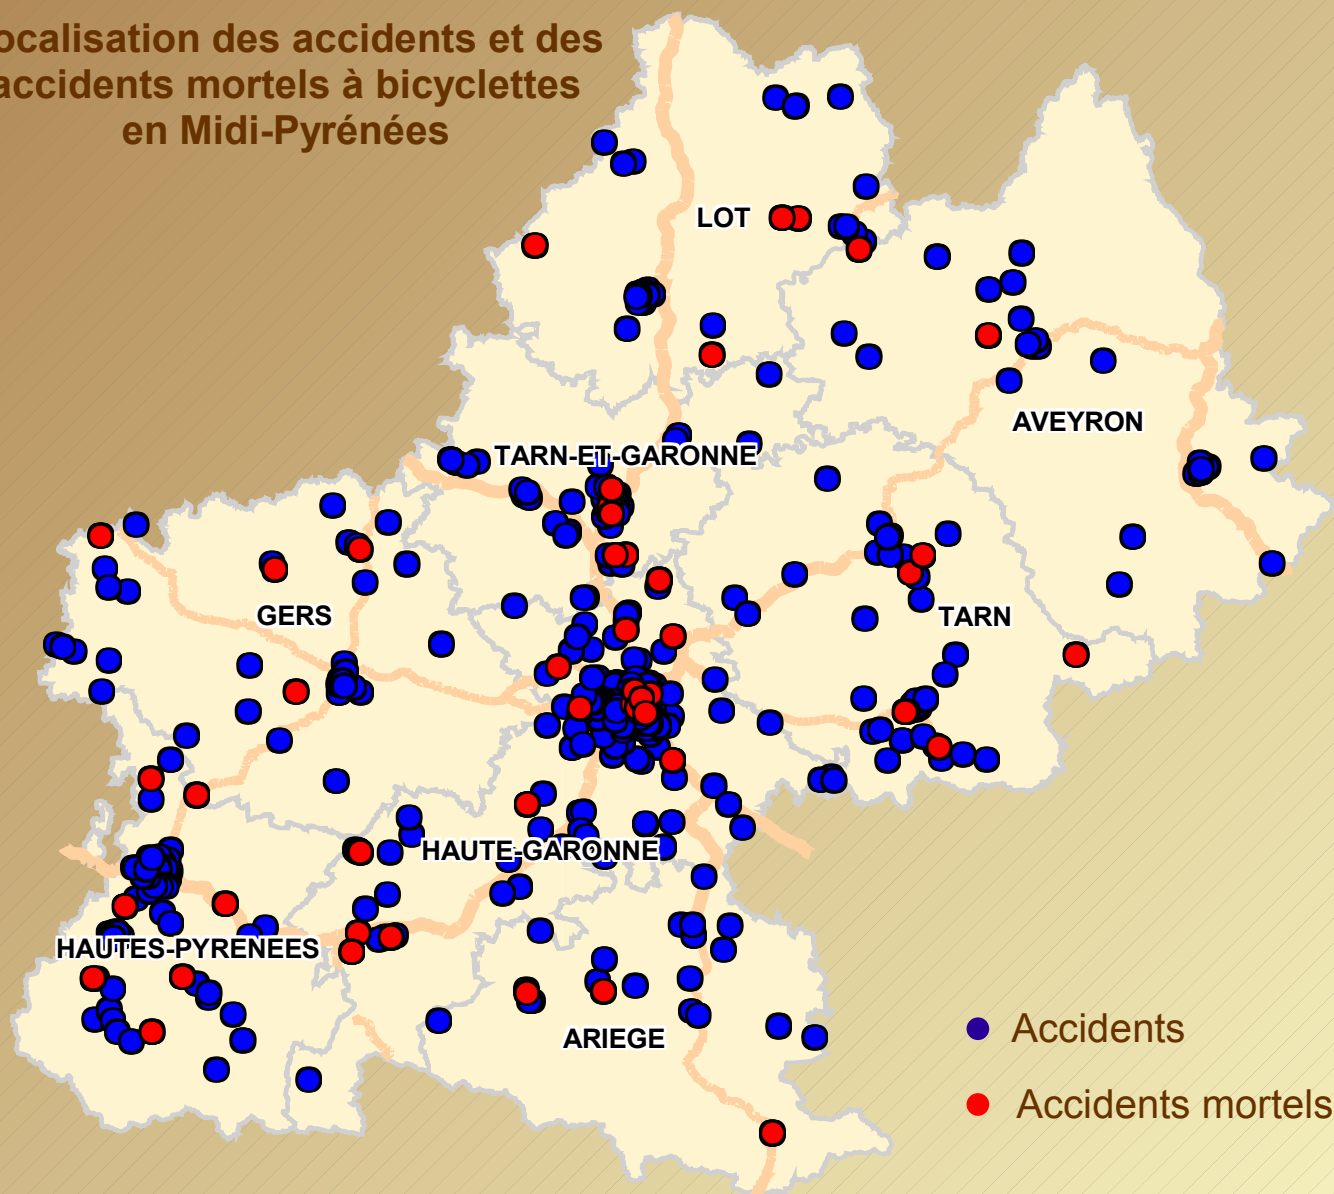 ocalisation des accidents et des
accidents mortels à bicyclettes
en Midi-Pyrénées
LOT
AVEYRON
TARN-ET-GARONNE
GERS
TARN
HAUTE-GARONNE
HAUTES-PYRENEES
ARIEGE
Accidents
Accidents mortels